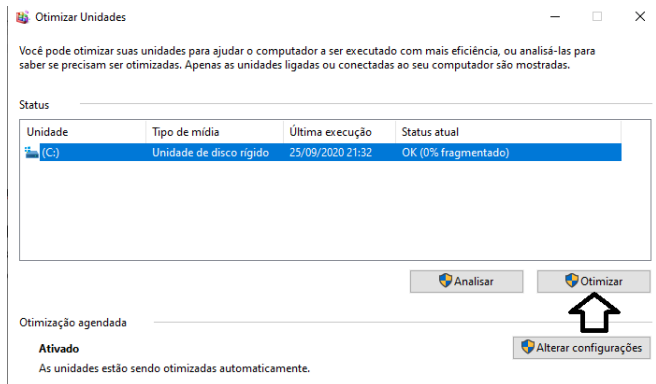 Otimizar Unidades
Você pode otimizar suas unidades para ajudar o computador a ser executado com mais eficiência, ou analisá-las para
saber se precisam ser otimizadas. Apenas as unidades ligadas ou conectadas ao seu computador são mostradas.
Status
Unidade Tipo de mídia Última execução Status atual
(C:) Unidade de disco rígido 25/09/2020 21:32 OK (0% fragmentado)
Analisar Otimizar
Otimização agendada
Ativado Alterar configurações
As unidades estão sendo otimizadas automaticamente.